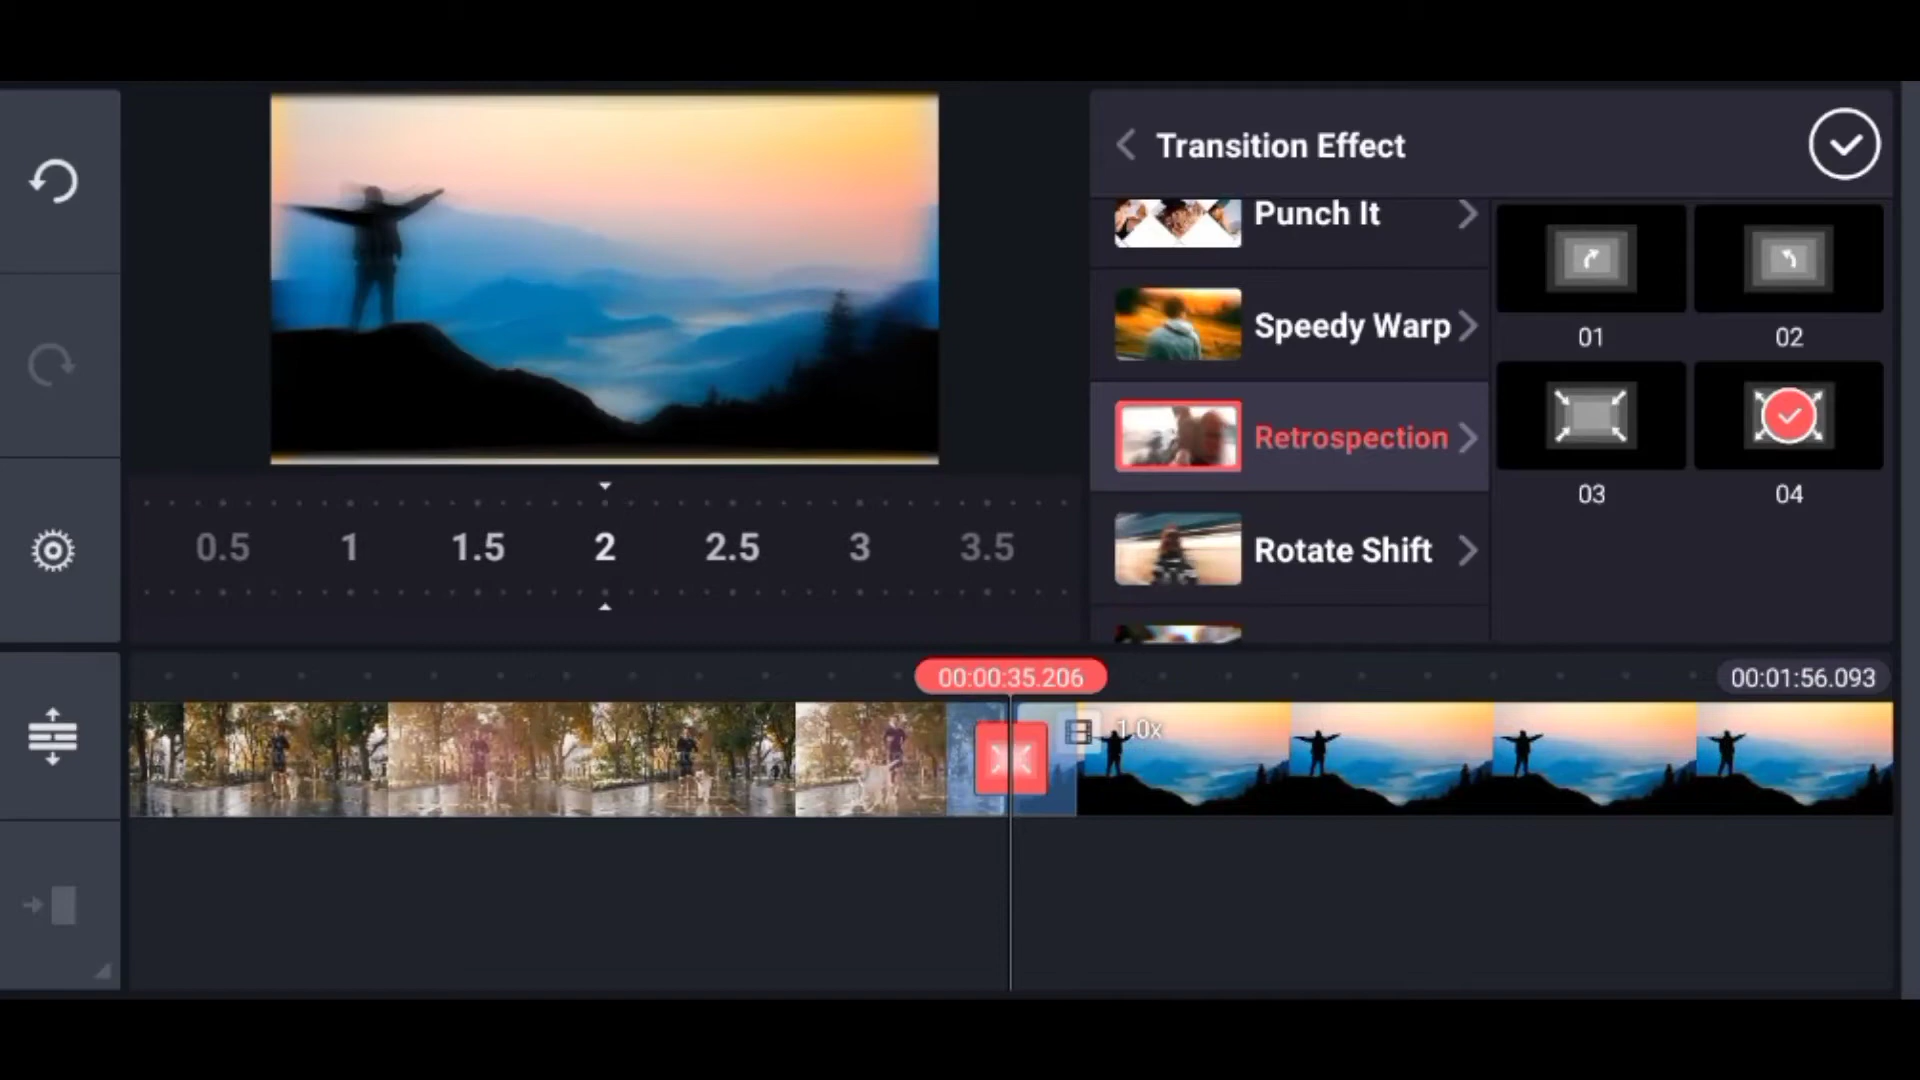 Transition Effect
Punch It
Speedy Warp
Retrospection
Rotate Shift
01
02
03
04
0.5 1 1.5 2 2.5 3 3.5
00:00:35.206
00:01:56.093
1.0x